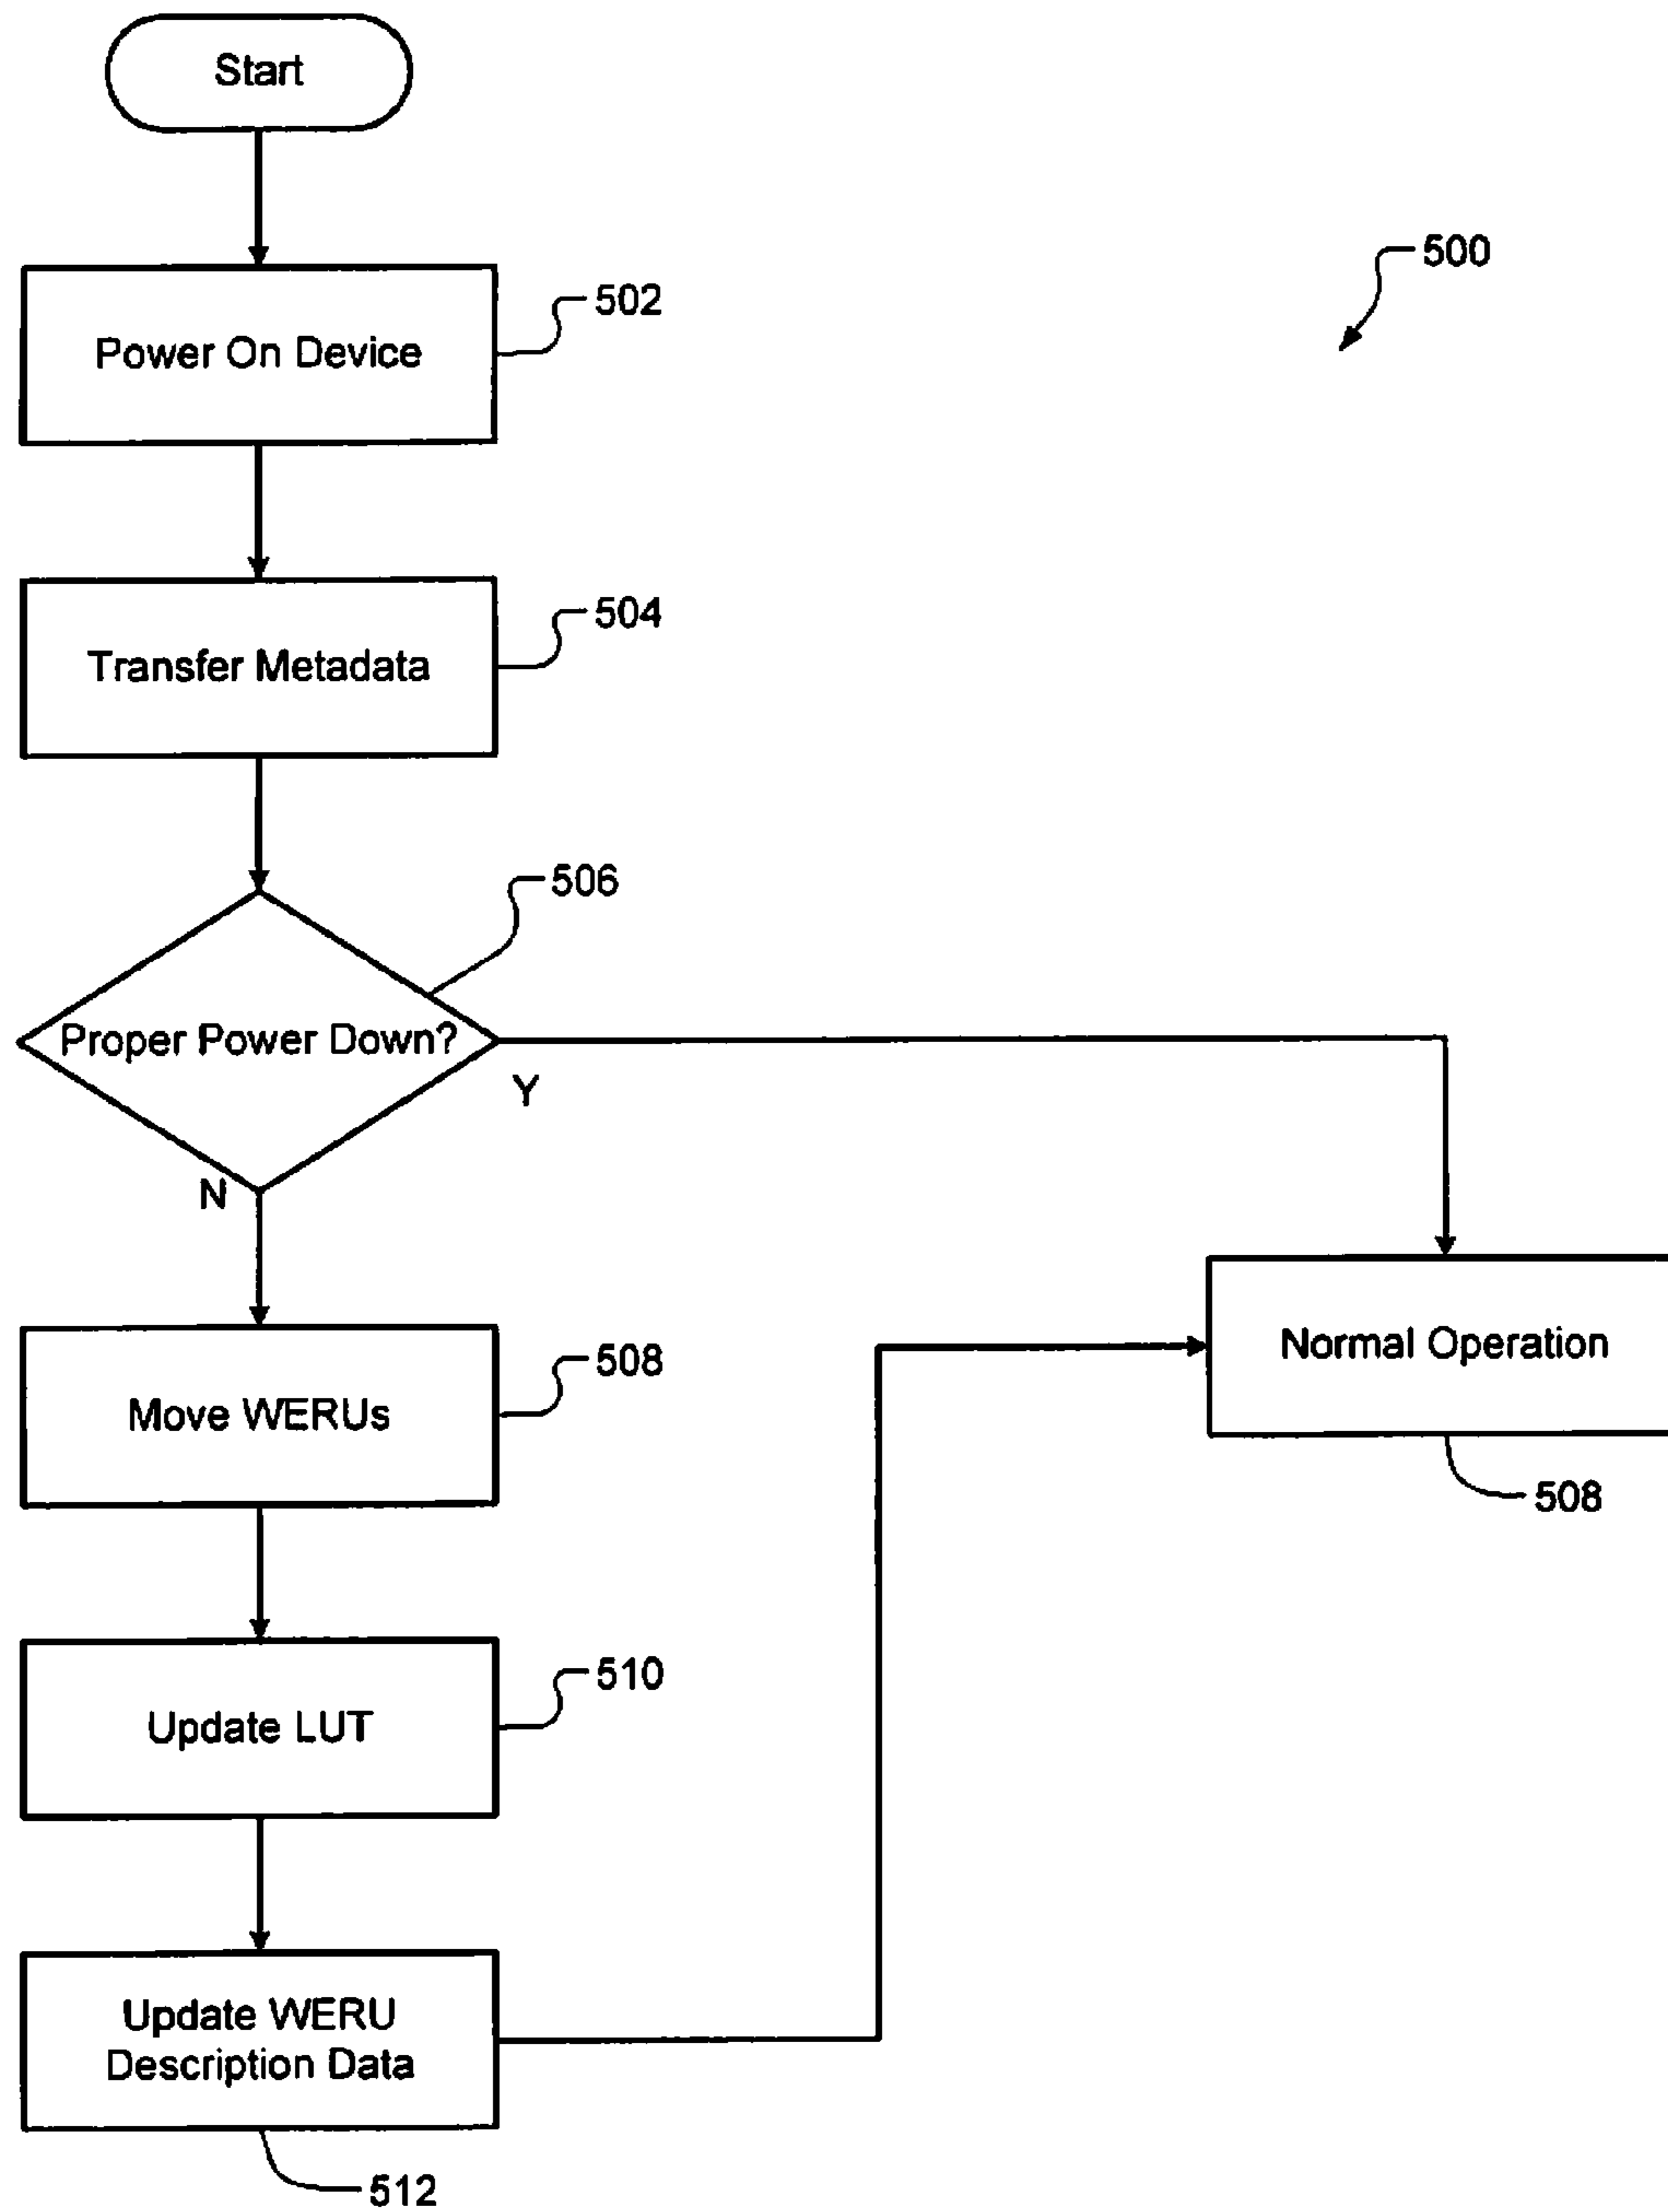 Start
500
502
Power On Device
504
Transfer Metadata
506
Proper Power Down?
Y
N
508
Move WERUs
Normal Operation
508
510
Update LUT
Update WERU
Description Data
512